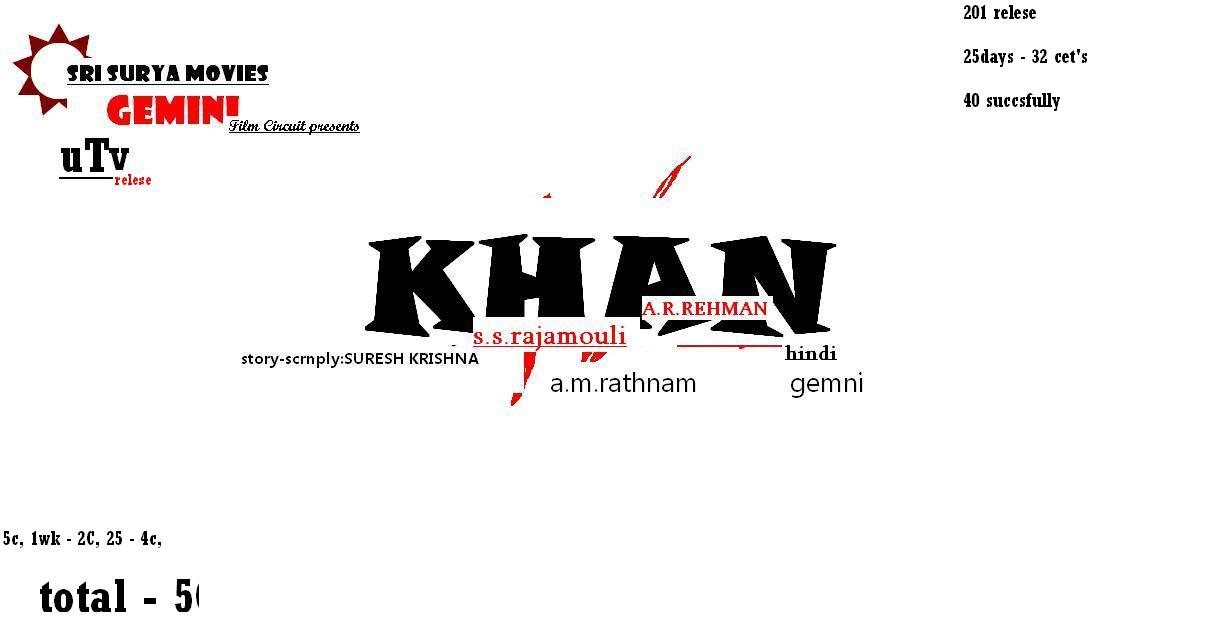 201 relese
25days - 32 cet's
40 succsfully
SRI SURYA MOVIES
GEMINI
Film Circuit presents
uTv
relese
KHAN
A.R.REHMAN
s.s.rajamouli
hindi
story-scrnply:SURESH KRISHNA
a.m.rathnam gemni
5c, 1wk - 2C, 25 - 4c,
total - 5